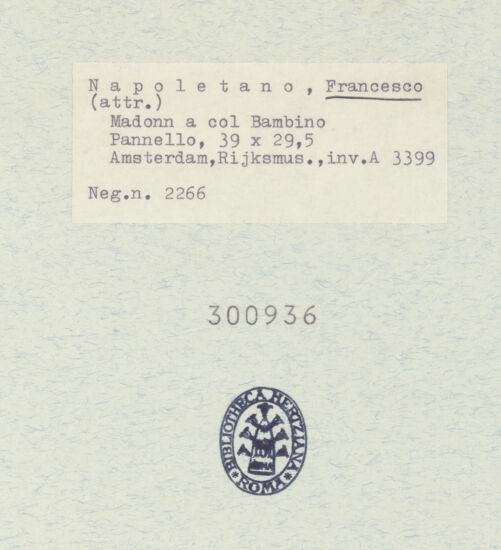 N a p o l e t a n o , Francesco
(attr.)
Madonn a col Bambino
Pannello, 39 x 29,5
Amsterdam,Rijksmus.,inv.A 3399
Neg.n. 2266
300936
BIBLIOTHECA HERTZIANA
* ROMA *